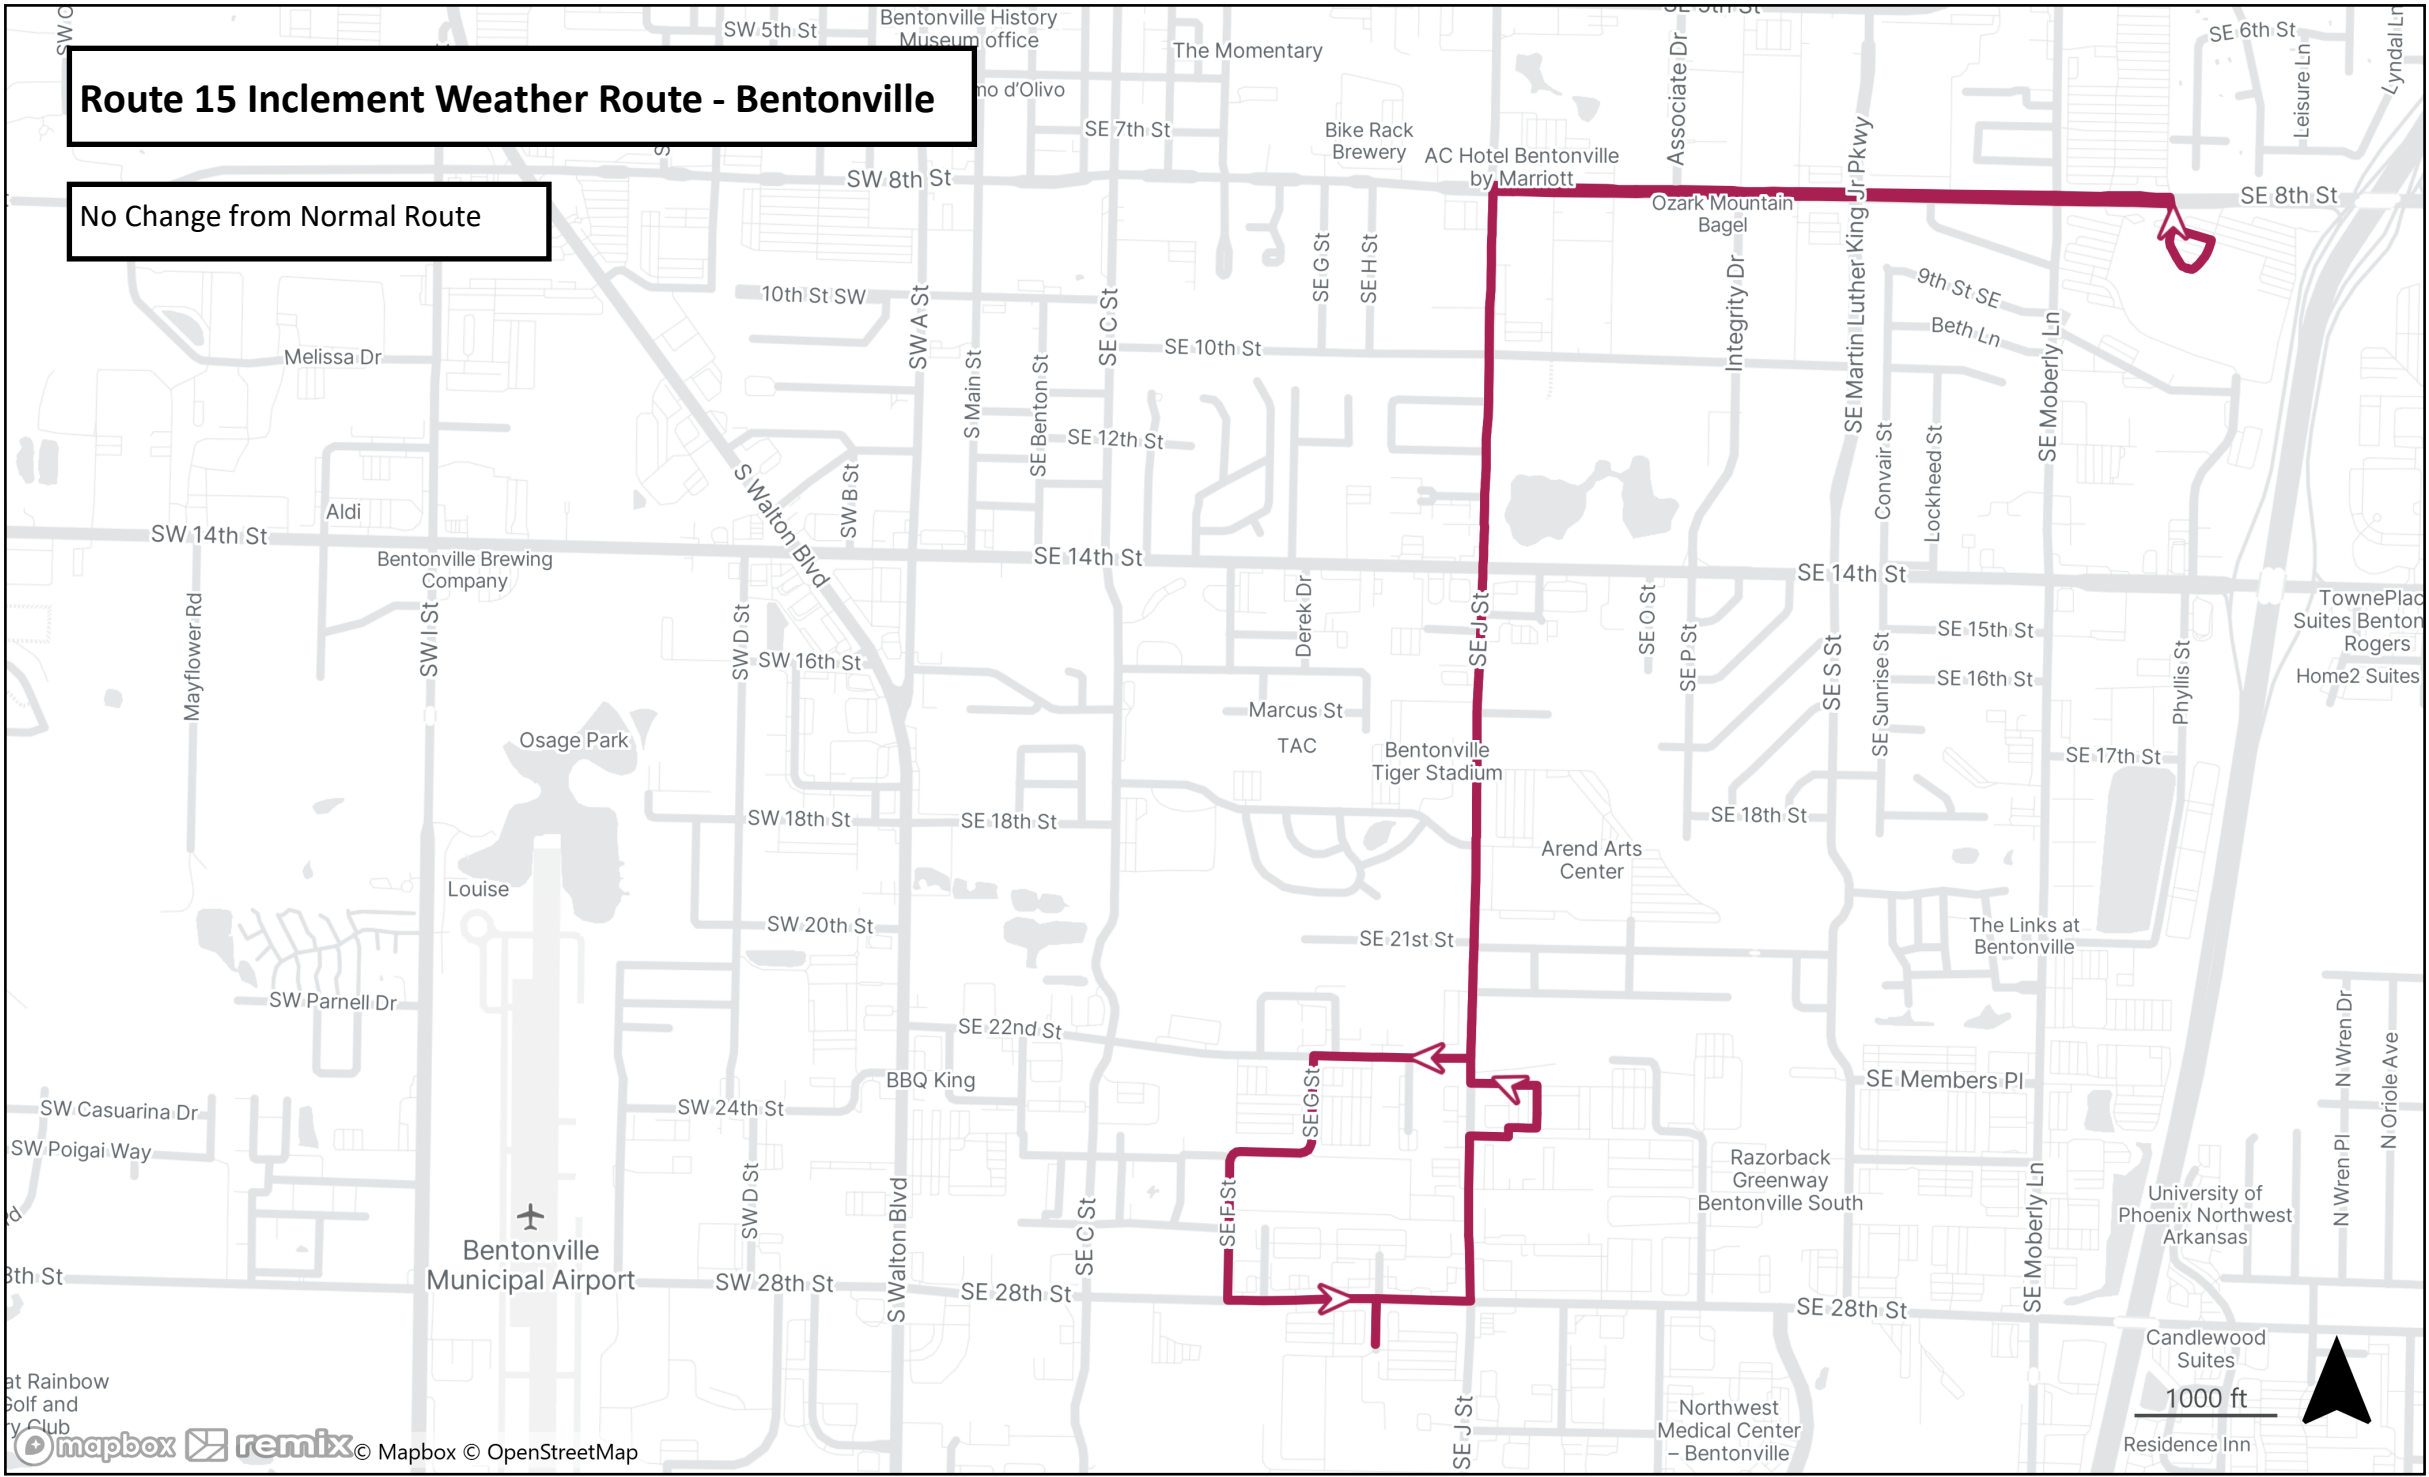 SE 6th St
SW 5th St
Bentonville History
Museum office
The Momentary
Associate Dr
Leisure Ln
Lyndal Ln
Route 15 Inclement Weather Route - Bentonville
SE 7th St
Bike Rack
Brewery
AC Hotel Bentonville
by Marriott
SW 8th St
SE 8th St
No Change from Normal Route
Ozark Mountain
Bagel
SE G St
SE H St
SE Martin Luther King Jr Pkwy
Integrity Dr
9th St SE
Beth Ln
10th St SW
SW A St
SE C St
SE 10th St
Melissa Dr
S Main St
SE Benton St
SE 12th St
SE Moberly Ln
Convair St
Lockheed St
S Walton Blvd
SW B St
Aldi
SW 14th St
SE 14th St
SE 14th St
Bentonville Brewing
Company
Mayflower Rd
SW I St
SW D St
SW 16th St
Derek Dr
SE J St
SE O St
SE P St
SE S St
SE Sunrise St
SE 15th St
SE 16th St
Phyllis St
Rogers
Home2 Suites
Marcus St
TAC
Osage Park
Bentonville
Tiger Stadium
SE 17th St
SW 18th St
SE 18th St
SE 18th St
Arend Arts
Center
Louise
SW 20th St
SE 21st St
The Links at
Bentonville
SW Parnell Dr
SE 22nd St
N Wren Dr
N Oriole Ave
BBQ King
SE Members Pl
SW Casuarina Dr
SW 24th St
SE G St
SW Poigai Way
N Wren Pl
SW D St
S Walton Blvd
SE C St
SE F St
Razorback
Greenway
Bentonville South
SE Moberly Ln
University of
Phoenix Northwest
Arkansas
Bentonville
Municipal Airport
SW 28th St
SE 28th St
SE 28th St
Candlewood
Suites
at Rainbow
Golf and
Club
SE J St
Northwest
Medical Center
– Bentonville
1000 ft
Residence Inn
mapbox remix © Mapbox © OpenStreetMap